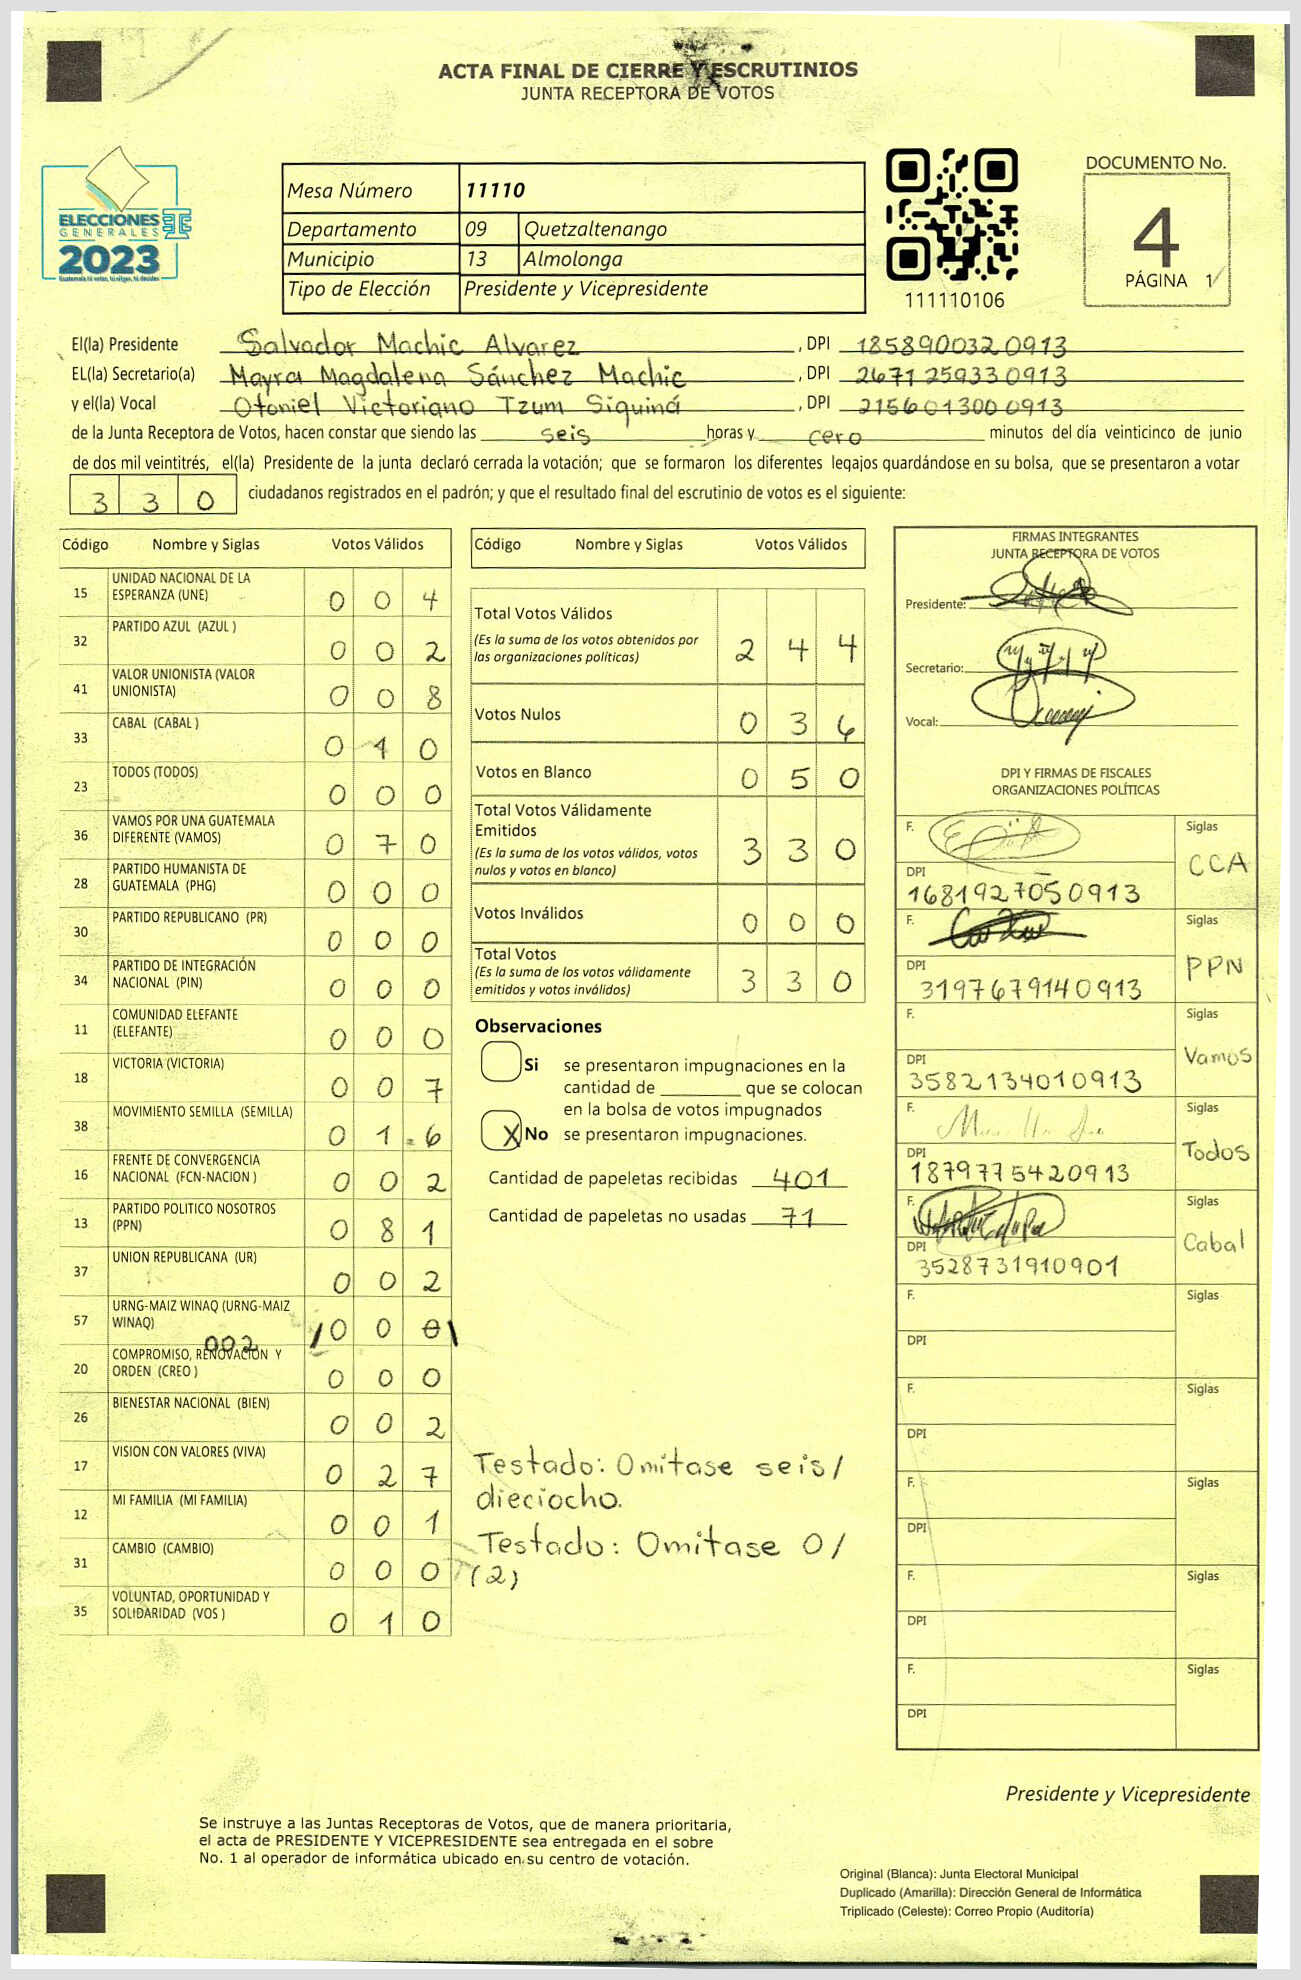 ACTA FINAL DE CIERRE Y ESCRUTINIOS
JUNTA RECEPTORA DE VOTOS
ELECCIONES
GENERALES
2023
Guatemala tú votas, tú eliges, tú decides
Mesa Número 11110
Departamento 09 Quetzaltenango
Municipio 13 Almolonga
Tipo de Elección Presidente y Vicepresidente
111110106
DOCUMENTO No.
4
PÁGINA 1
El(la) Presidente Salvador Machic Alvarez , DPI 1858900320913
EL(la) Secretario(a) Mayra Magdalena Sánchez Machic , DPI 2671259330913
y el(la) Vocal Otoniel Victoriano Tzum Siquiná , DPI 2156013000913
de la Junta Receptora de Votos, hacen constar que siendo las seis horas y cero minutos del día veinticinco de junio
de dos mil veintitrés, el(la) Presidente de la junta declaró cerrada la votación; que se formaron los diferentes legajos guardándose en su bolsa, que se presentaron a votar
330 ciudadanos registrados en el padrón; y que el resultado final del escrutinio de votos es el siguiente:
Código Nombre y Siglas Votos Válidos
15 UNIDAD NACIONAL DE LA ESPERANZA (UNE) 0 0 4
32 PARTIDO AZUL (AZUL ) 0 0 2
41 VALOR UNIONISTA (VALOR UNIONISTA) 0 0 8
33 CABAL (CABAL ) 0 1 0
23 TODOS (TODOS) 0 0 0
36 VAMOS POR UNA GUATEMALA DIFERENTE (VAMOS) 0 7 0
28 PARTIDO HUMANISTA DE GUATEMALA (PHG) 0 0 0
30 PARTIDO REPUBLICANO (PR) 0 0 0
34 PARTIDO DE INTEGRACIÓN NACIONAL (PIN) 0 0 0
11 COMUNIDAD ELEFANTE (ELEFANTE) 0 0 0
18 VICTORIA (VICTORIA) 0 0 7
38 MOVIMIENTO SEMILLA (SEMILLA) 0 1 6
16 FRENTE DE CONVERGENCIA NACIONAL (FCN-NACION ) 0 0 2
13 PARTIDO POLITICO NOSOTROS (PPN) 0 8 1
37 UNION REPUBLICANA (UR) 0 0 2
57 URNG-MAIZ WINAQ (URNG-MAIZ WINAQ) /0 0 0\
002
20 COMPROMISO, RENOVACIÓN Y ORDEN (CREO ) 0 0 0
26 BIENESTAR NACIONAL (BIEN) 0 0 2
17 VISION CON VALORES (VIVA) 0 2 7
12 MI FAMILIA (MI FAMILIA) 0 0 1
31 CAMBIO (CAMBIO) 0 0 0
35 VOLUNTAD, OPORTUNIDAD Y SOLIDARIDAD (VOS ) 0 1 0
Código Nombre y Siglas Votos Válidos
Total Votos Válidos 2 4 4
(Es la suma de los votos obtenidos por
las organizaciones políticas)
Votos Nulos 0 3 6
Votos en Blanco 0 5 0
Total Votos Válidamente
Emitidos 3 3 0
(Es la suma de los votos válidos, votos
nulos y votos en blanco)
Votos Inválidos 0 0 0
Total Votos 3 3 0
(Es la suma de los votos válidamente
emitidos y votos inválidos)
Observaciones
Si se presentaron impugnaciones en la
cantidad de ________ que se colocan
en la bolsa de votos impugnados
X No se presentaron impugnaciones.
Cantidad de papeletas recibidas 401
Cantidad de papeletas no usadas 71
Testado: Omitase seis/
dieciocho.
Testado: Omitase 0/
(2)
FIRMAS INTEGRANTES
JUNTA RECEPTORA DE VOTOS
Presidente:
Secretario:
Vocal:
DPI Y FIRMAS DE FISCALES
ORGANIZACIONES POLÍTICAS
F. Siglas CCA
DPI 1681927050913
F. Siglas PPN
DPI 3197679140913
F. Siglas Vamos
DPI 3582134010913
F. Siglas Todos
DPI 1879775420913
F. Siglas Cabal
DPI 3528731910901
F. Siglas
DPI
F. Siglas
DPI
F. Siglas
DPI
F. Siglas
DPI
F. Siglas
DPI
Presidente y Vicepresidente
Se instruye a las Juntas Receptoras de Votos, que de manera prioritaria,
el acta de PRESIDENTE Y VICEPRESIDENTE sea entregada en el sobre
No. 1 al operador de informática ubicado en su centro de votación.
Original (Blanca): Junta Electoral Municipal
Duplicado (Amarilla): Dirección General de Informática
Triplicado (Celeste): Correo Propio (Auditoría)